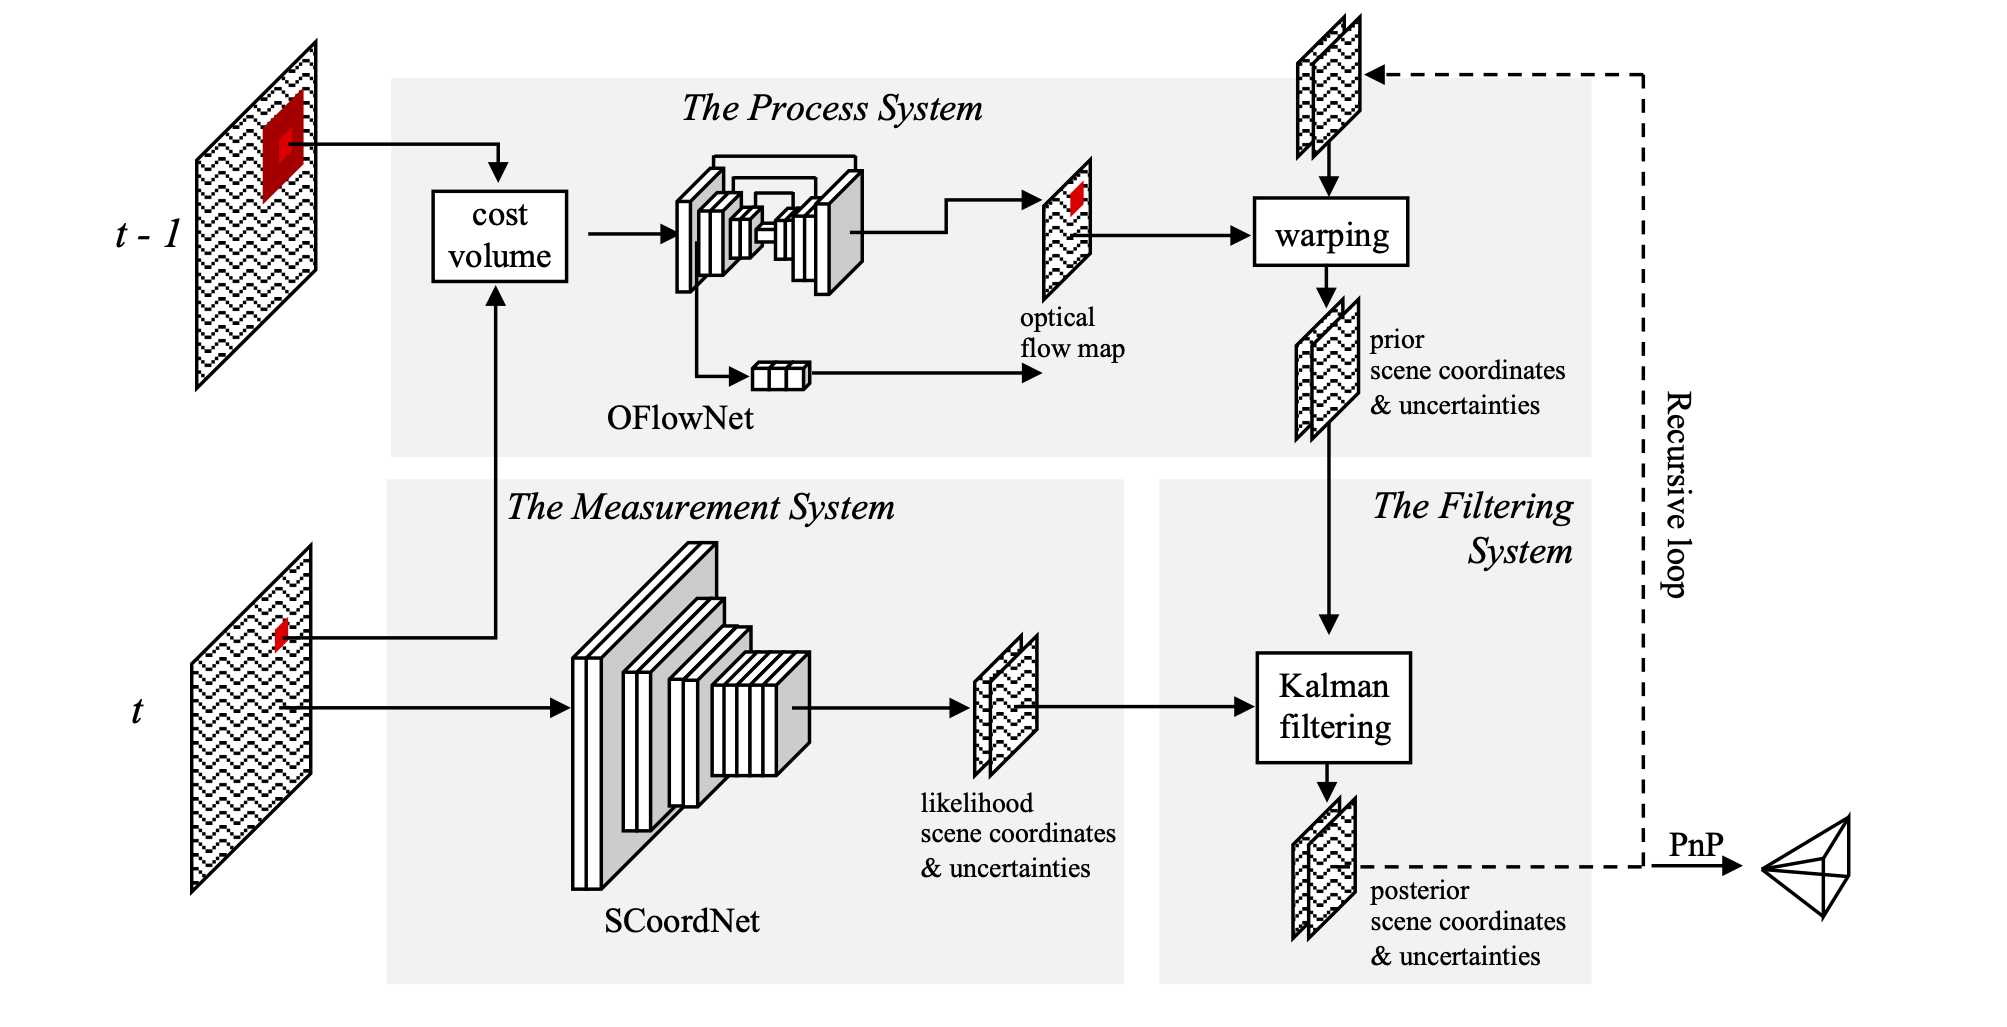 The Process System
t - 1
cost
volume
warping
optical
flow map
prior
scene coordinates
& uncertainties
OFlowNet
Recursive loop
The Measurement System
The Filtering
System
t
Kalman
filtering
likelihood
scene coordinates
& uncertainties
SCoordNet
PnP
posterior
scene coordinates
& uncertainties